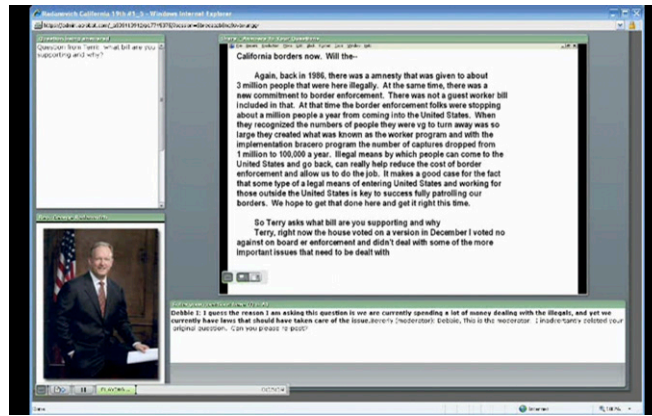 Radanovich California 19th #1_5 - Windows Internet Explorer
Question from Terri: what bill are you
supporting and why?
California borders now. Will the--
Again, back in 1986, there was a amnesty that was given to about
3 million people that were here illegally. At the same time, there was a
new commitment to border enforcement. There was not a guest worker bill
included in that. At that time the border enforcement folks were stopping
about a million people a year from coming into the United States. When
they recognized the numbers of people they were vg to turn away was so
large they created what was known as the worker program and with the
implementation bracero program the number of captures dropped from
1 million to 100,000 a year. Illegal means by which people can come to the
United States and go back, can really help reduce the cost of border
enforcement and allow us to do the job. It makes a good case for the fact
that some type of a legal means of entering United States and working for
those outside the United States is key to success fully patrolling our
borders. We hope to get that done here and get it right this time.
So Terry asks what bill are you supporting and why
Terry, right now the house voted on a version in December I voted no
against on board er enforcement and didn't deal with some of the more
important issues that need to be dealt with
Debbie I: I guess the reason I am asking this question is we are currently spending a lot of money dealing with the illegals, and yet we
currently have laws that should have taken care of the issue.Beverly (moderator): Debbie, This is the moderator. I inadvertantly deleted your
original question. Can you please re-post?
Internet